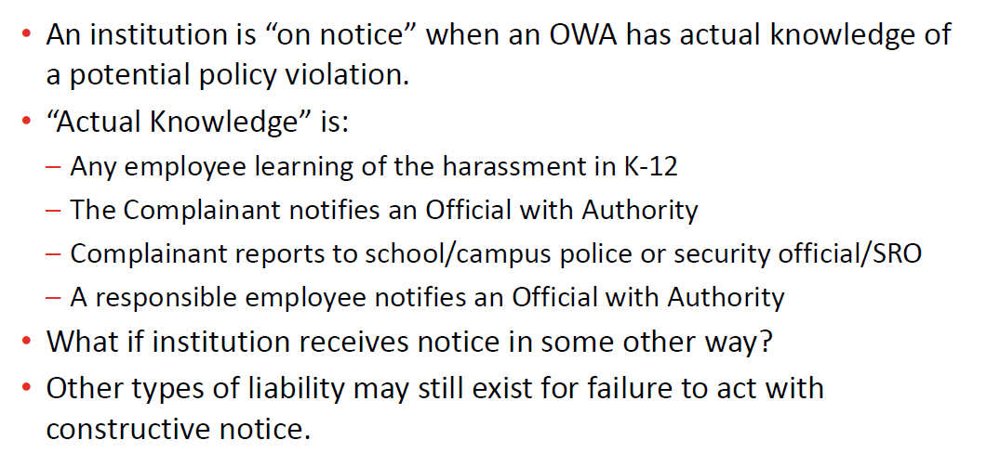 • An institution is “on notice” when an OWA has actual knowledge of
a potential policy violation.
• “Actual Knowledge” is:
– Any employee learning of the harassment in K-12
– The Complainant notifies an Official with Authority
– Complainant reports to school/campus police or security official/SRO
– A responsible employee notifies an Official with Authority
• What if institution receives notice in some other way?
• Other types of liability may still exist for failure to act with
constructive notice.